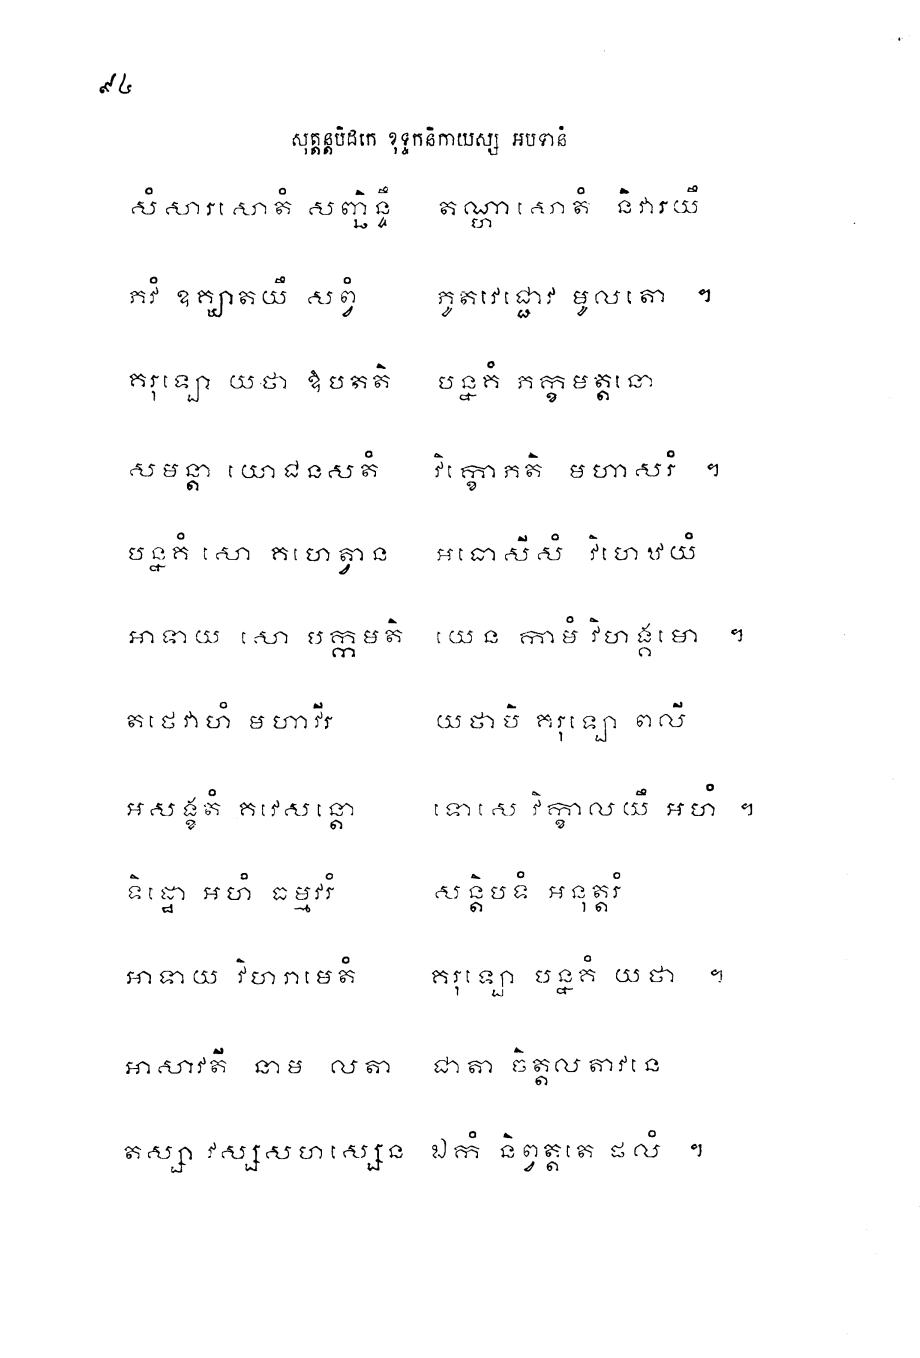 ៩៤
សុត្តន្តបិដកេ ខុទ្ទកនិកាយស្ស អបទានំ
សំសារសោតំ សញ្ឆិន្ទឹ តណ្ហាសោតំ និវារយឹ
ភវំ ឧគ្ឃាតយឹ សព្វំ កូតវេជ្ជោវ មូលតោ ។
គរុឡោ យថា ឱបតតិ បន្នគំ ភក្ខមត្តនោ
សមន្តា យោជនសតំ វិក្ខោភតិ មហាសរំ ។
បន្នគំ សោ គហេត្វាន អធោសីសំ វិហេឋយំ
អាទាយ សោ បក្កមតិ យេន កាមំ វិហង្គមោ ។
តថេវាហំ មហាវីរ យថាបិ គរុឡោ ពលី
អសង្ខតំ គវេសន្តោ ទោសេ វិក្ខាលយឹ អហំ ។
ទិដ្ឋោ អហំ ធម្មវរំ សន្តិបទំ អនុត្តរំ
អាទាយ វិហរាមេតំ គរុឡោ បន្នគំ យថា ។
អាសាវតី នាម លតា ជាតា ចិត្តលតាវនេ
តស្សា វស្សសហស្សេន ឯកំ និព្វត្តតេ ផលំ ។